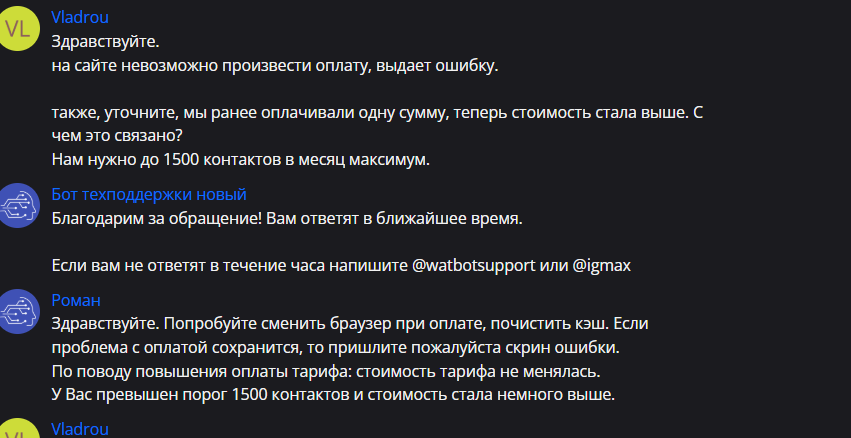 VL
Vladrou
Здравствуйте.
на сайте невозможно произвести оплату, выдает ошибку.
также, уточните, мы ранее оплачивали одну сумму, теперь стоимость стала выше. С
чем это связано?
Нам нужно до 1500 контактов в месяц максимум.
Бот техподдержки новый
Благодарим за обращение! Вам ответят в ближайшее время.
Если вам не ответят в течение часа напишите @watbotsupport или @igmax
Роман
Здравствуйте. Попробуйте сменить браузер при оплате, почистить кэш. Если
проблема с оплатой сохранится, то пришлите пожалуйста скрин ошибки.
По поводу повышения оплаты тарифа: стоимость тарифа не менялась.
У Вас превышен порог 1500 контактов и стоимость стала немного выше.
VL
Vladrou